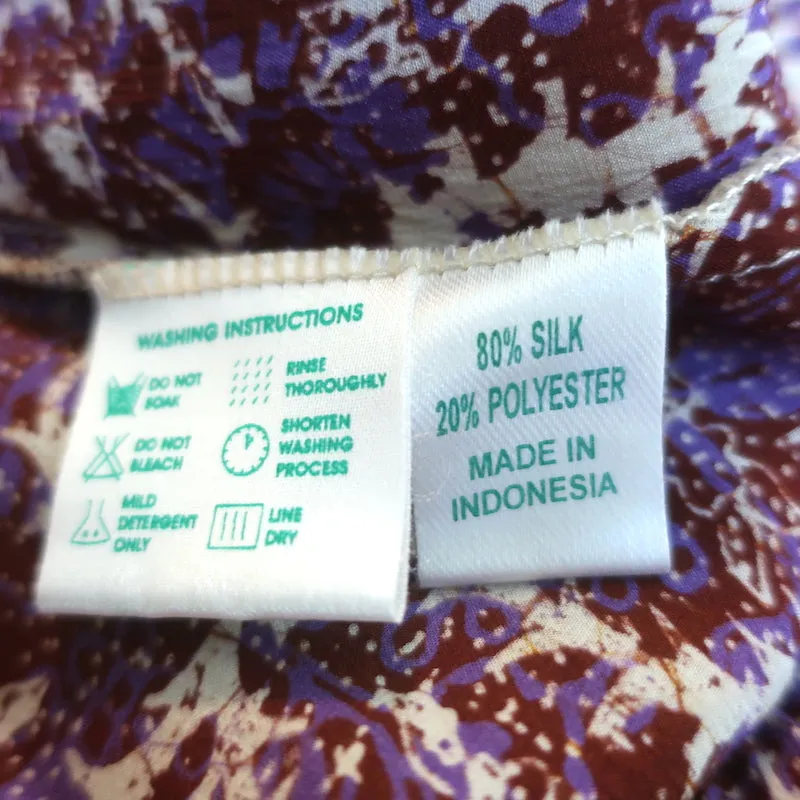 WASHING INSTRUCTIONS
DO NOT
SOAK
RINSE
THOROUGHLY
DO NOT
BLEACH
SHORTEN
WASHING
PROCESS
MILD
DETERGENT
ONLY
LINE
DRY
80% SILK
20% POLYESTER
MADE IN
INDONESIA